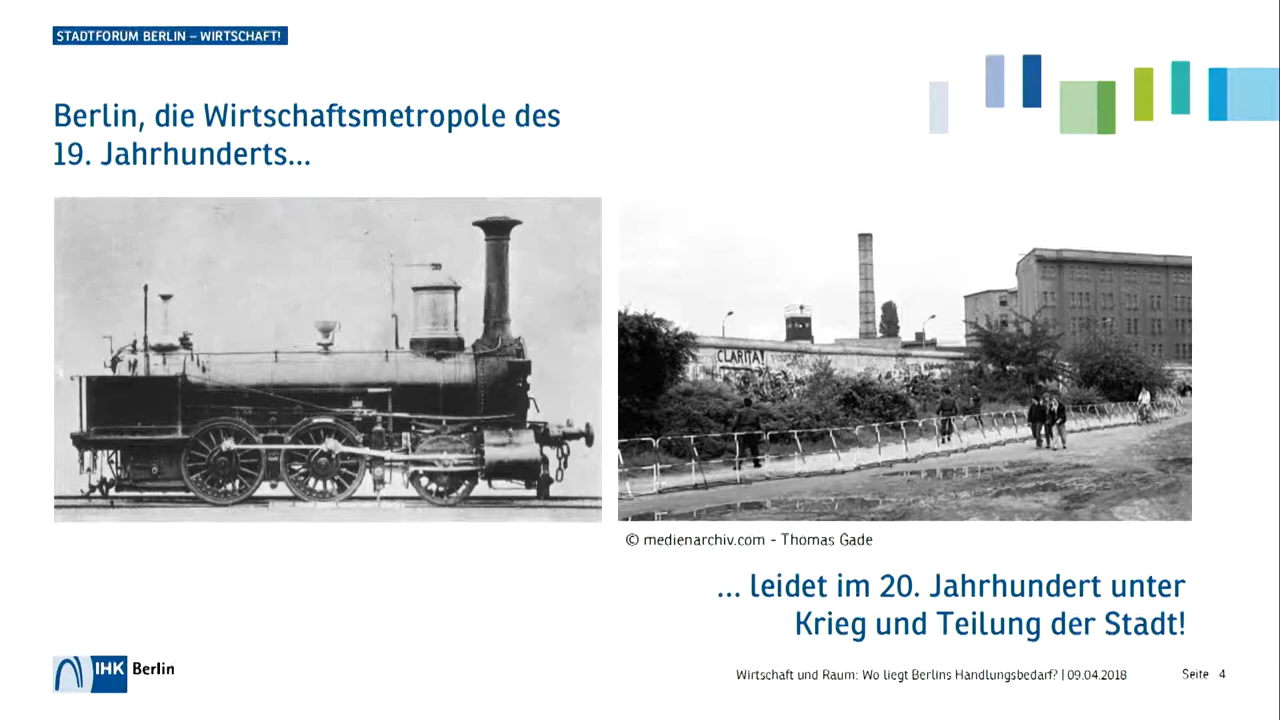 STADTFORUM BERLIN – WIRTSCHAFT!
Berlin, die Wirtschaftsmetropole des
19. Jahrhunderts...
CLARITA!
© medienarchiv.com - Thomas Gade
... leidet im 20. Jahrhundert unter
Krieg und Teilung der Stadt!
IHK Berlin
Wirtschaft und Raum: Wo liegt Berlins Handlungsbedarf? | 09.04.2018
Seite 4